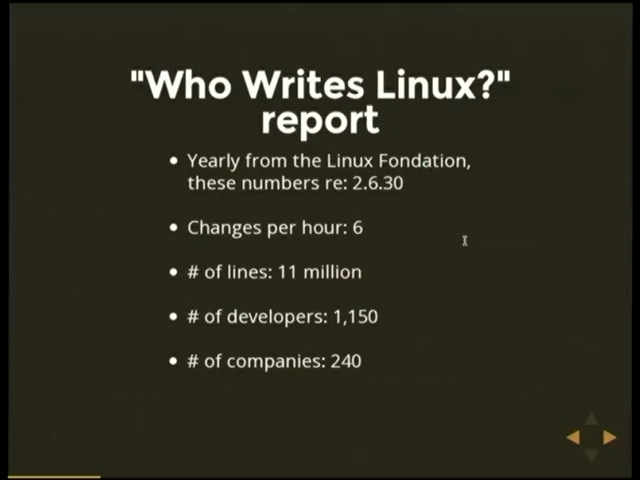 "Who Writes Linux?"
report
• Yearly from the Linux Fondation,
these numbers re: 2.6.30
• Changes per hour: 6
• # of lines: 11 million
• # of developers: 1,150
• # of companies: 240